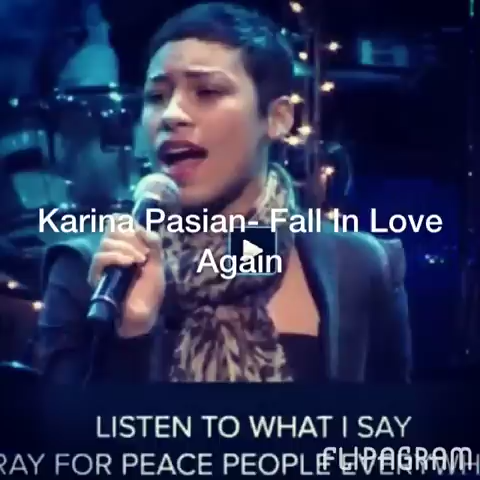 Karina Pasian- Fall In Love
Again
LISTEN TO WHAT I SAY
RAY FOR PEACE PEOPLE EVERYWH
FLIPAGRAM